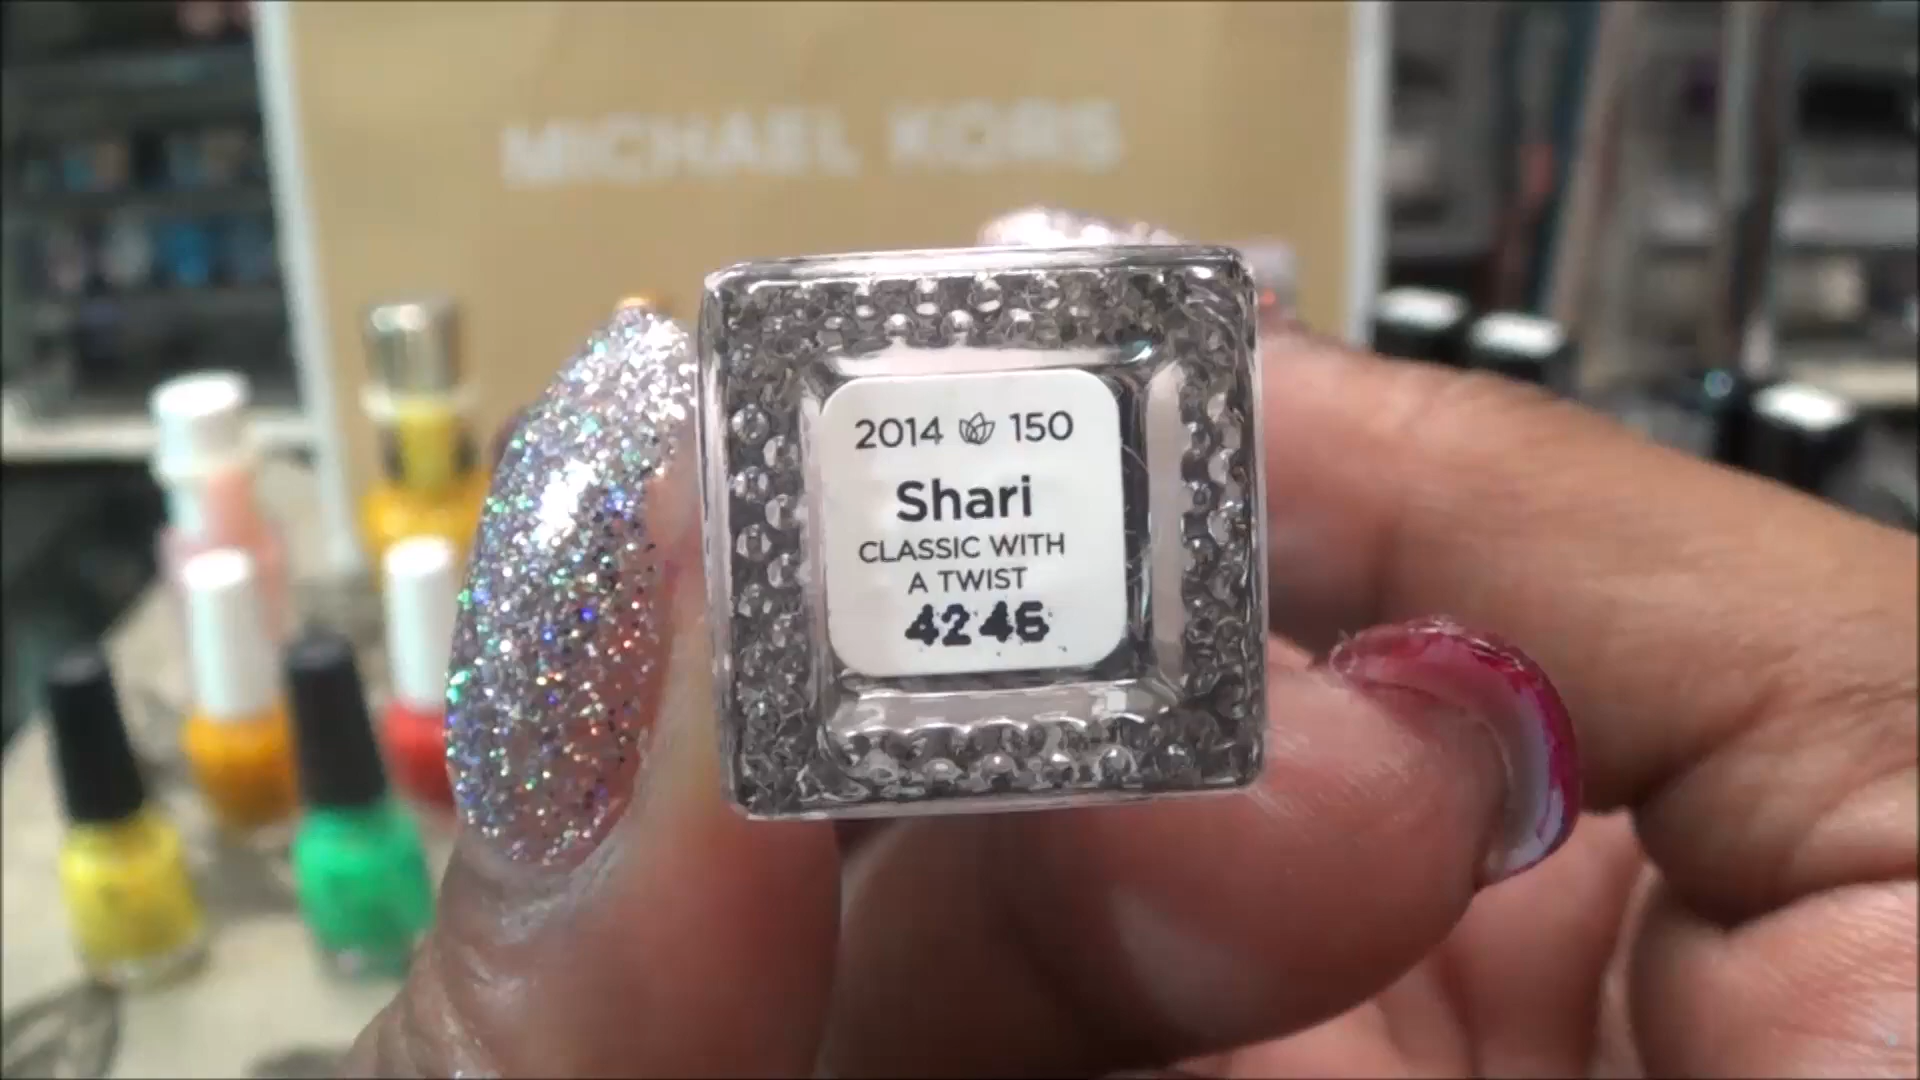 MICHAEL KORS
2014 150
Shari
CLASSIC WITH
A TWIST
4246